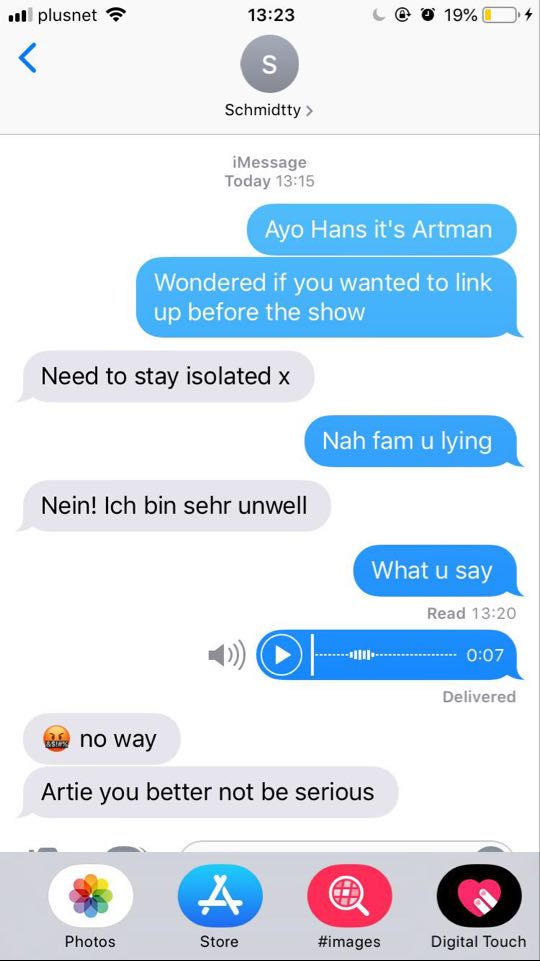 plusnet 13:23 19%
S
Schmidtty
iMessage
Today 13:15
Ayo Hans it's Artman
Wondered if you wanted to link
up before the show
Need to stay isolated x
Nah fam u lying
Nein! Ich bin sehr unwell
What u say
Read 13:20
0:07
Delivered
🤬 no way
Artie you better not be serious
Photos
Store
#images
Digital Touch